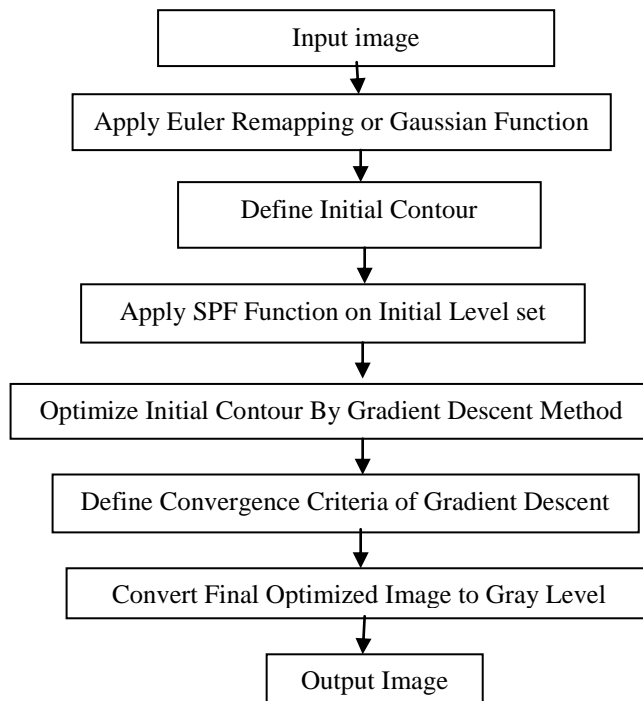 Input image
Apply Euler Remapping or Gaussian Function
Define Initial Contour
Apply SPF Function on Initial Level set
Optimize Initial Contour By Gradient Descent Method
Define Convergence Criteria of Gradient Descent
Convert Final Optimized Image to Gray Level
Output Image